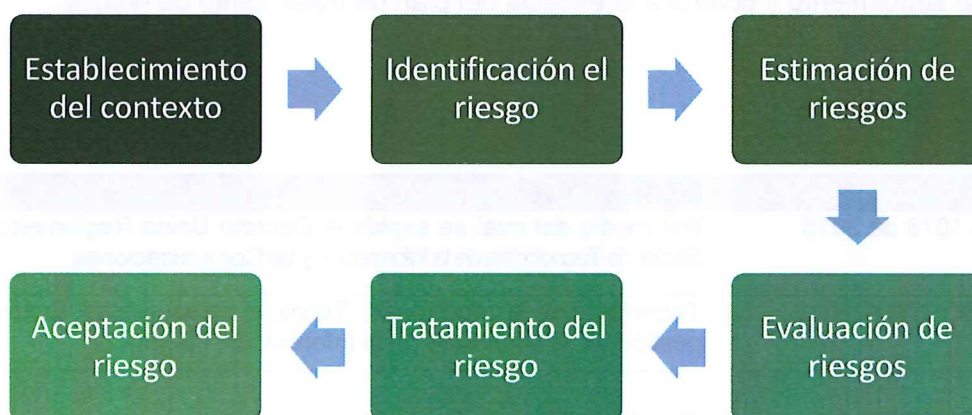 Establecimiento
del contexto
Identificación el
riesgo
Estimación de
riesgos
Evaluación de
riesgos
Tratamiento del
riesgo
Aceptación del
riesgo